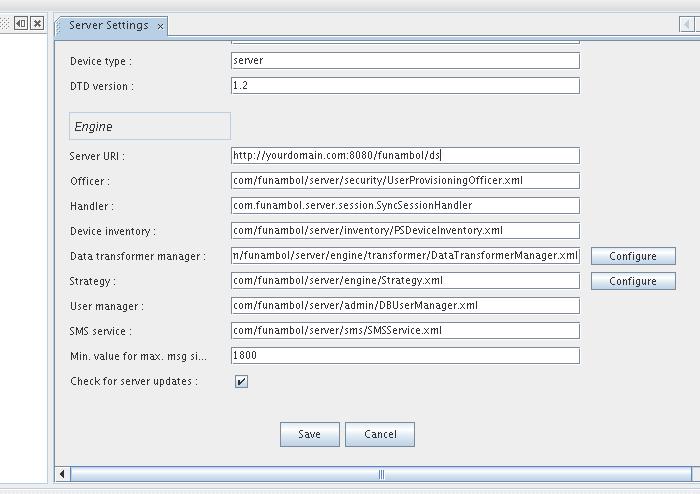 Server Settings ×
Device type : server
DTD version : 1.2
Engine
Server URI : http://yourdomain.com:8080/funambol/ds
Officer : com/funambol/server/security/UserProvisioningOfficer.xml
Handler : com.funambol.server.session.SyncSessionHandler
Device inventory : com/funambol/server/inventory/PSDeviceInventory.xml
Data transformer manager : n/funambol/server/engine/transformer/DataTransformerManager.xml Configure
Strategy : com/funambol/server/engine/Strategy.xml Configure
User manager : com/funambol/server/admin/DBUserManager.xml
SMS service : com/funambol/server/sms/SMSService.xml
Min. value for max. msg si... 1800
Check for server updates :
Save Cancel